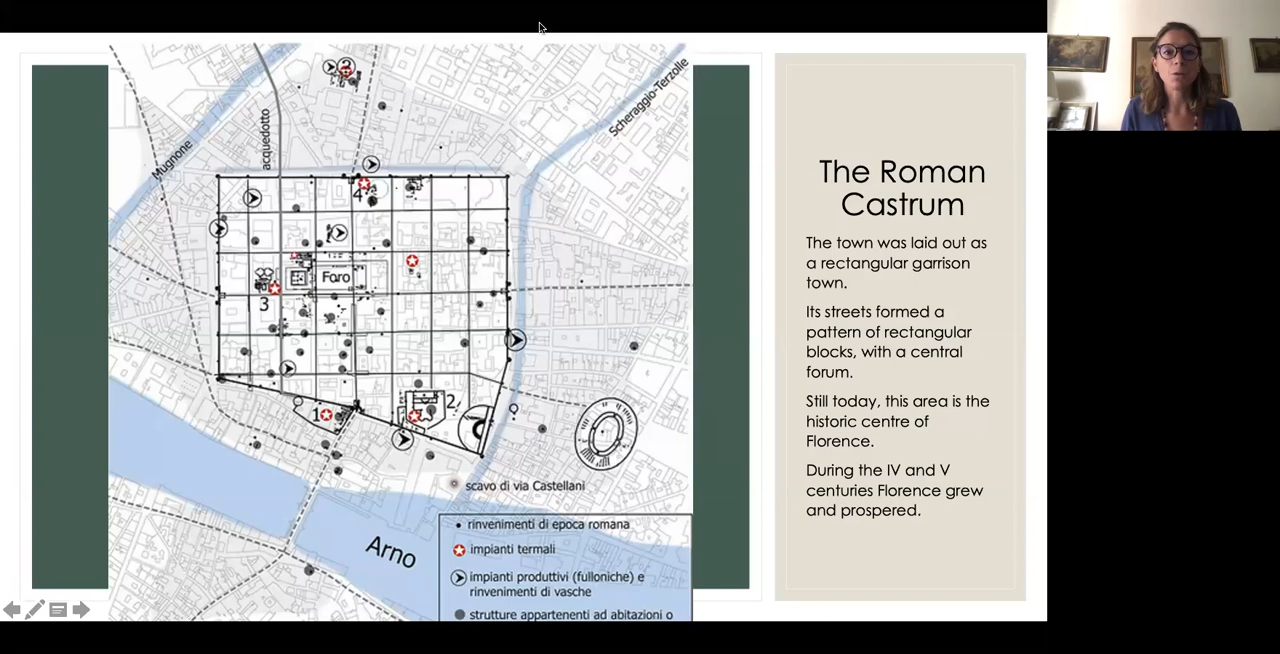 Mugnone
acquedotto
Scheraggio-Terzolle
3
4
Foro
3
1
2
scavo di via Castellani
Arno
rinvenimenti di epoca romana
impianti termali
impianti produttivi (fulloniche) e
rinvenimenti di vasche
strutture appartenenti ad abitazioni o
The Roman
Castrum
The town was laid out as
a rectangular garrison
town.
Its streets formed a
pattern of rectangular
blocks, with a central
forum.
Still today, this area is the
historic centre of
Florence.
During the IV and V
centuries Florence grew
and prospered.